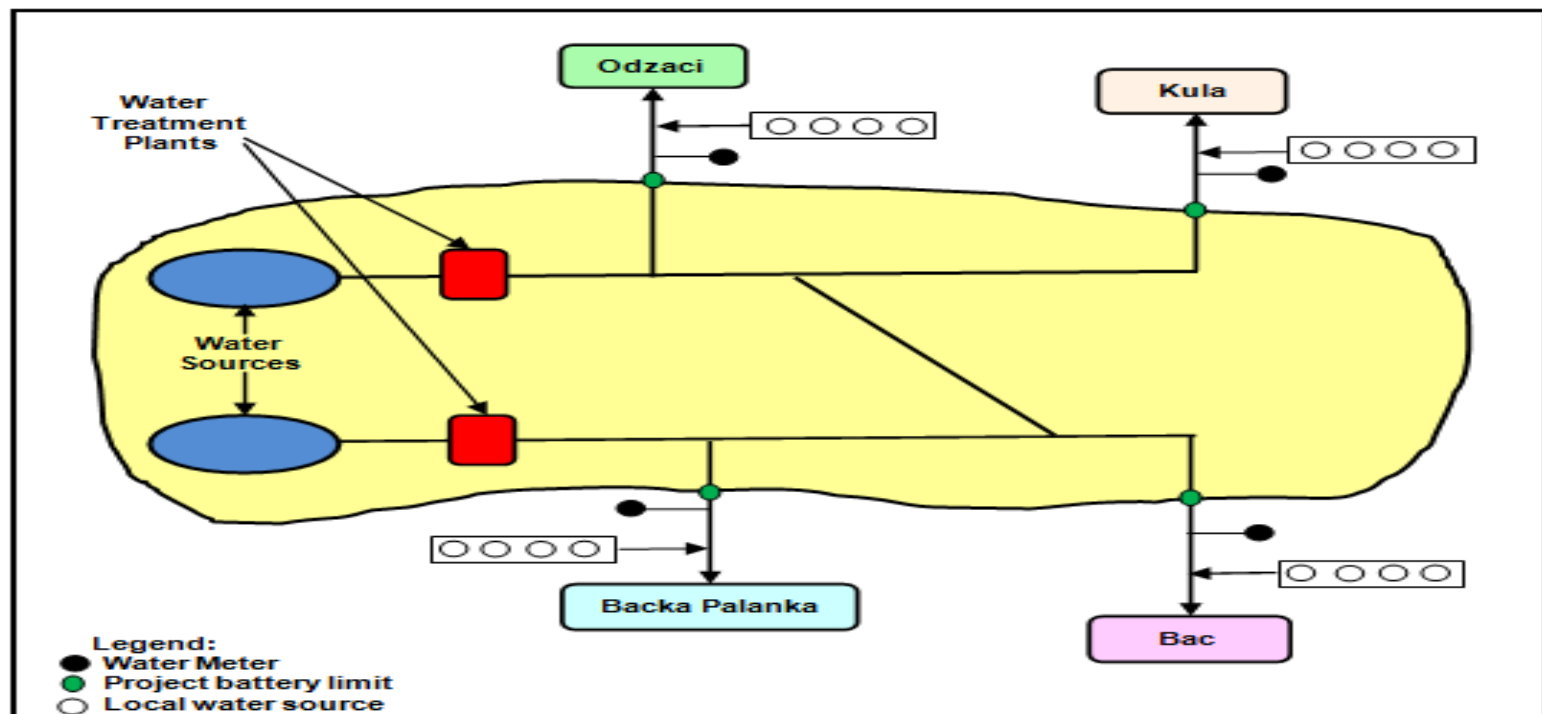 Odzaci
Kula
Water
Treatment
Plants
Water
Sources
Backa Palanka
Bac
Legend:
Water Meter
Project battery limit
Local water source